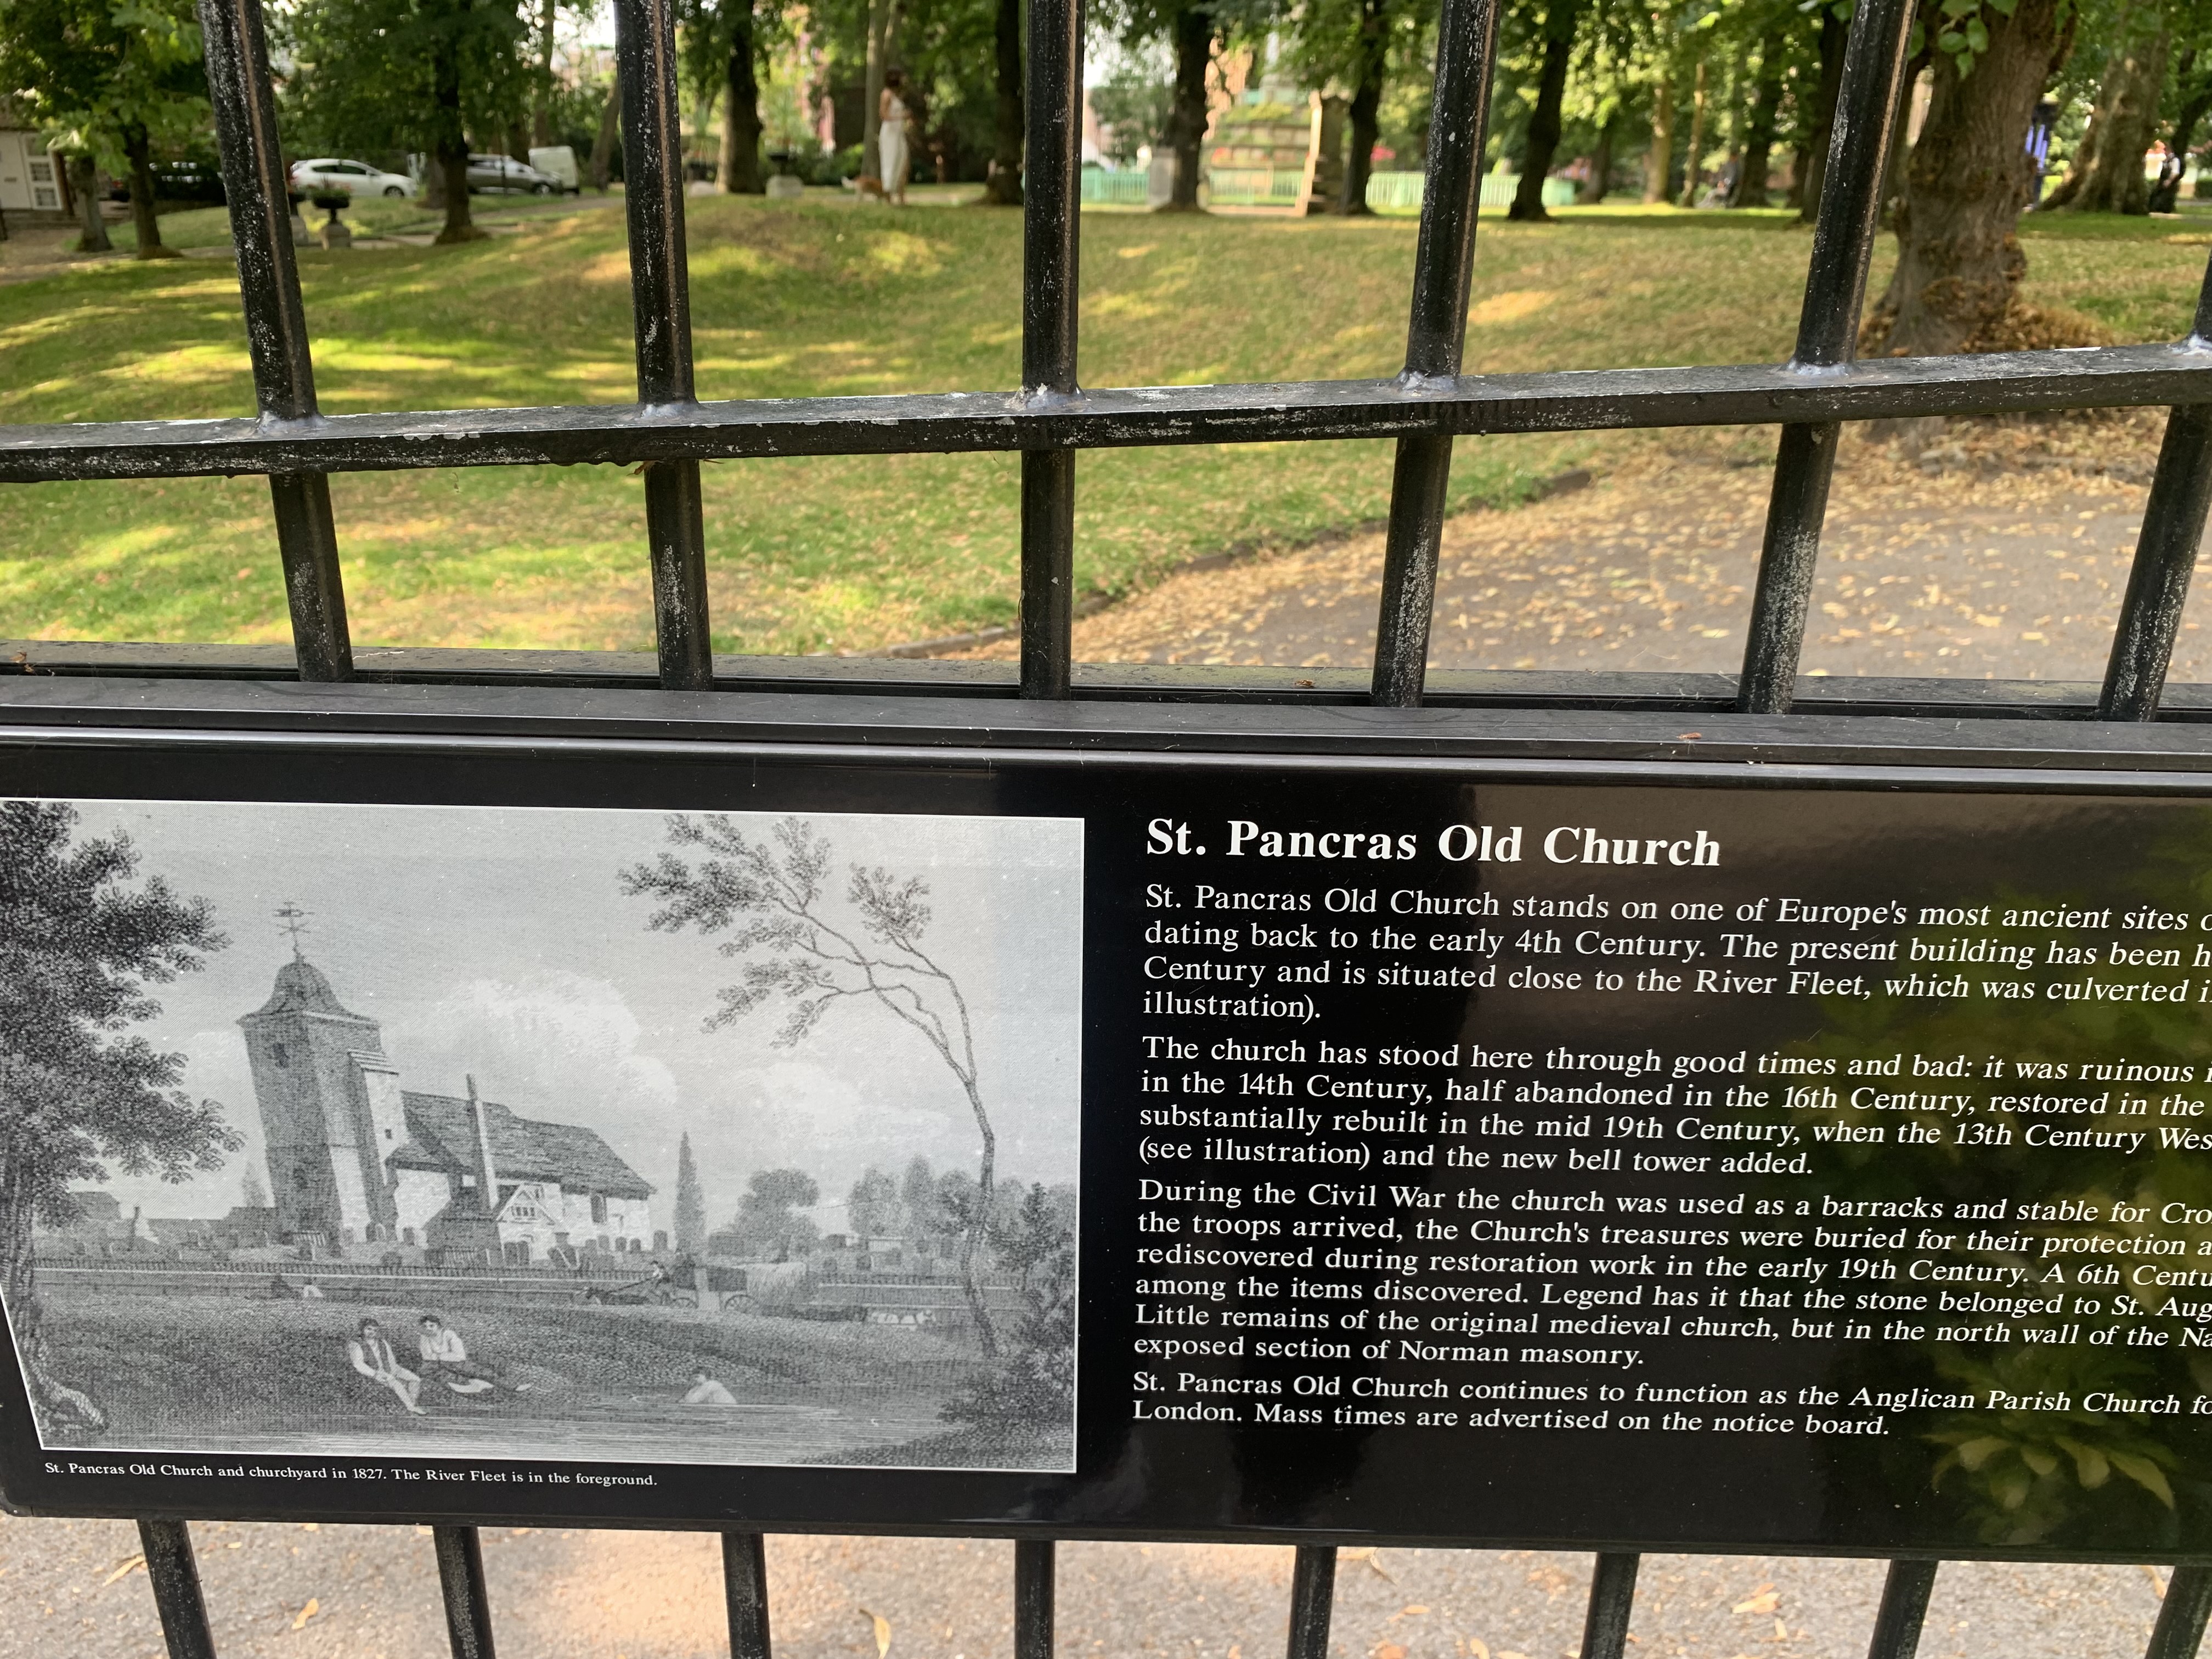 St. Pancras Old Church
St. Pancras Old Church stands on one of Europe's most ancient sites
dating back to the early 4th Century. The present building has been
Century and is situated close to the River Fleet, which was culverted
illustration).
The church has stood here through good times and bad: it was ruinous
in the 14th Century, half abandoned in the 16th Century, restored in the
substantially rebuilt in the mid 19th Century, when the 13th Century Wes
(see illustration) and the new bell tower added.
During the Civil War the church was used as a barracks and stable for Cro
the troops arrived, the Church's treasures were buried for their protection a
rediscovered during restoration work in the early 19th Century. A 6th Centu
among the items discovered. Legend has it that the stone belonged to St. Aug
Little remains of the original medieval church, but in the north wall of the Na
exposed section of Norman masonry.
St. Pancras Old Church continues to function as the Anglican Parish Church fo
London. Mass times are advertised on the notice board.
St. Pancras Old Church and churchyard in 1827. The River Fleet is in the foreground.